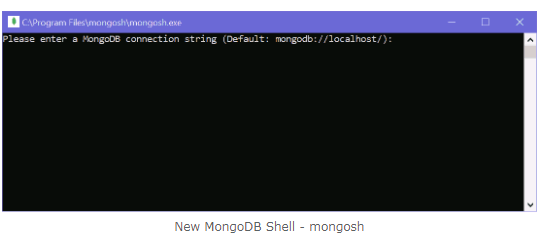 C:\Program Files\mongosh\mongosh.exe
Please enter a MongoDB connection string (Default: mongodb://localhost/):
New MongoDB Shell - mongosh